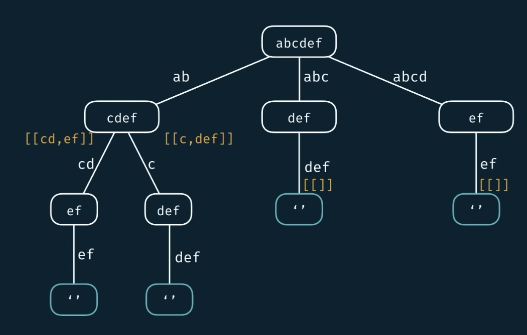 abcdef
ab
abc
abcd
cdef
def
ef
[[cd,ef]]
[[c,def]]
cd
c
def
ef
[[]]
[[]]
ef
def
‘’
‘’
ef
def
‘’
‘’